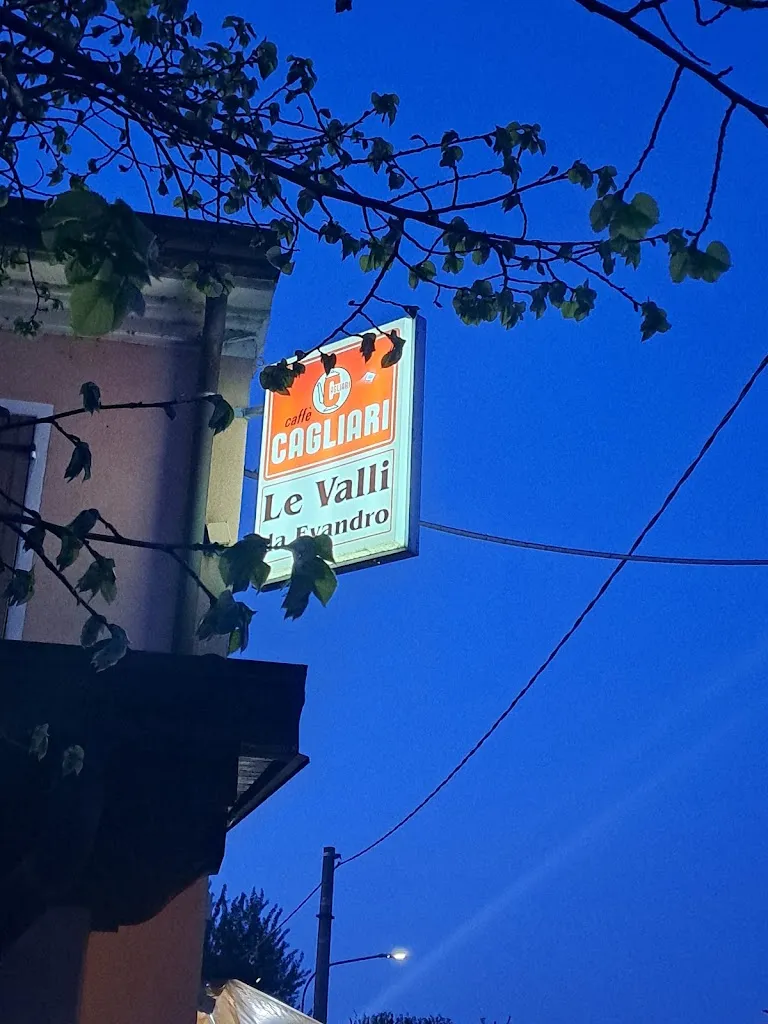 CAGLIARI
caffè
CAGLIARI
Le Valli
da Evandro